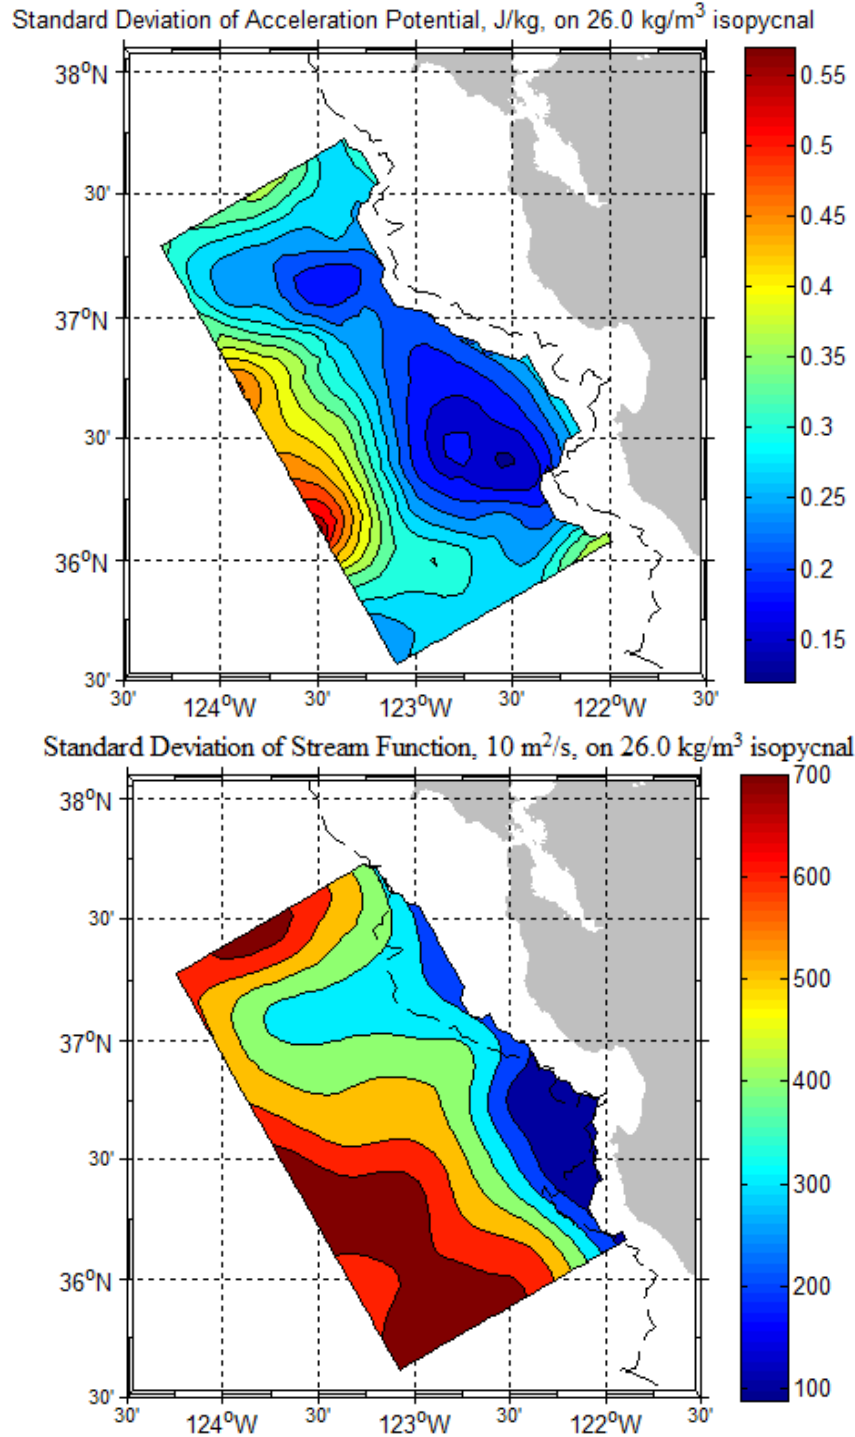 Standard Deviation of Acceleration Potential, J/kg, on 26.0 kg/m³ isopycnal
38°N
30'
37°N
30'
36°N
30'
30' 124°W 30' 123°W 30' 122°W 30'
0.55
0.5
0.45
0.4
0.35
0.3
0.25
0.2
0.15
Standard Deviation of Stream Function, 10 m²/s, on 26.0 kg/m³ isopycnal
38°N
30'
37°N
30'
36°N
30'
30' 124°W 30' 123°W 30' 122°W 30'
700
600
500
400
300
200
100